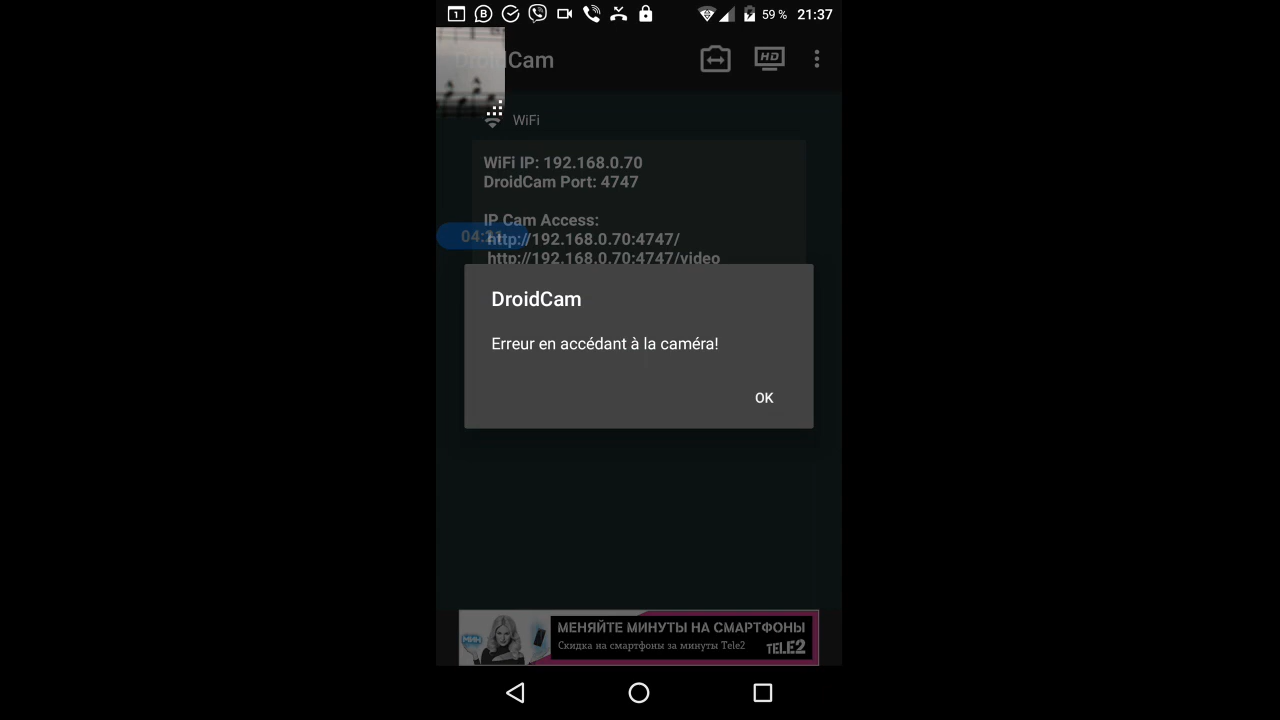 1
B
59 %
21:37
DroidCam
HD
WiFi
WiFi IP: 192.168.0.70
DroidCam Port: 4747
IP Cam Access:
http://192.168.0.70:4747/
http://192.168.0.70:4747/video
DroidCam
Erreur en accédant à la caméra!
OK
МЕНЯЙТЕ МИНУТЫ НА СМАРТФОНЫ
Скидка на смартфоны за минуты Tele2
TELE2